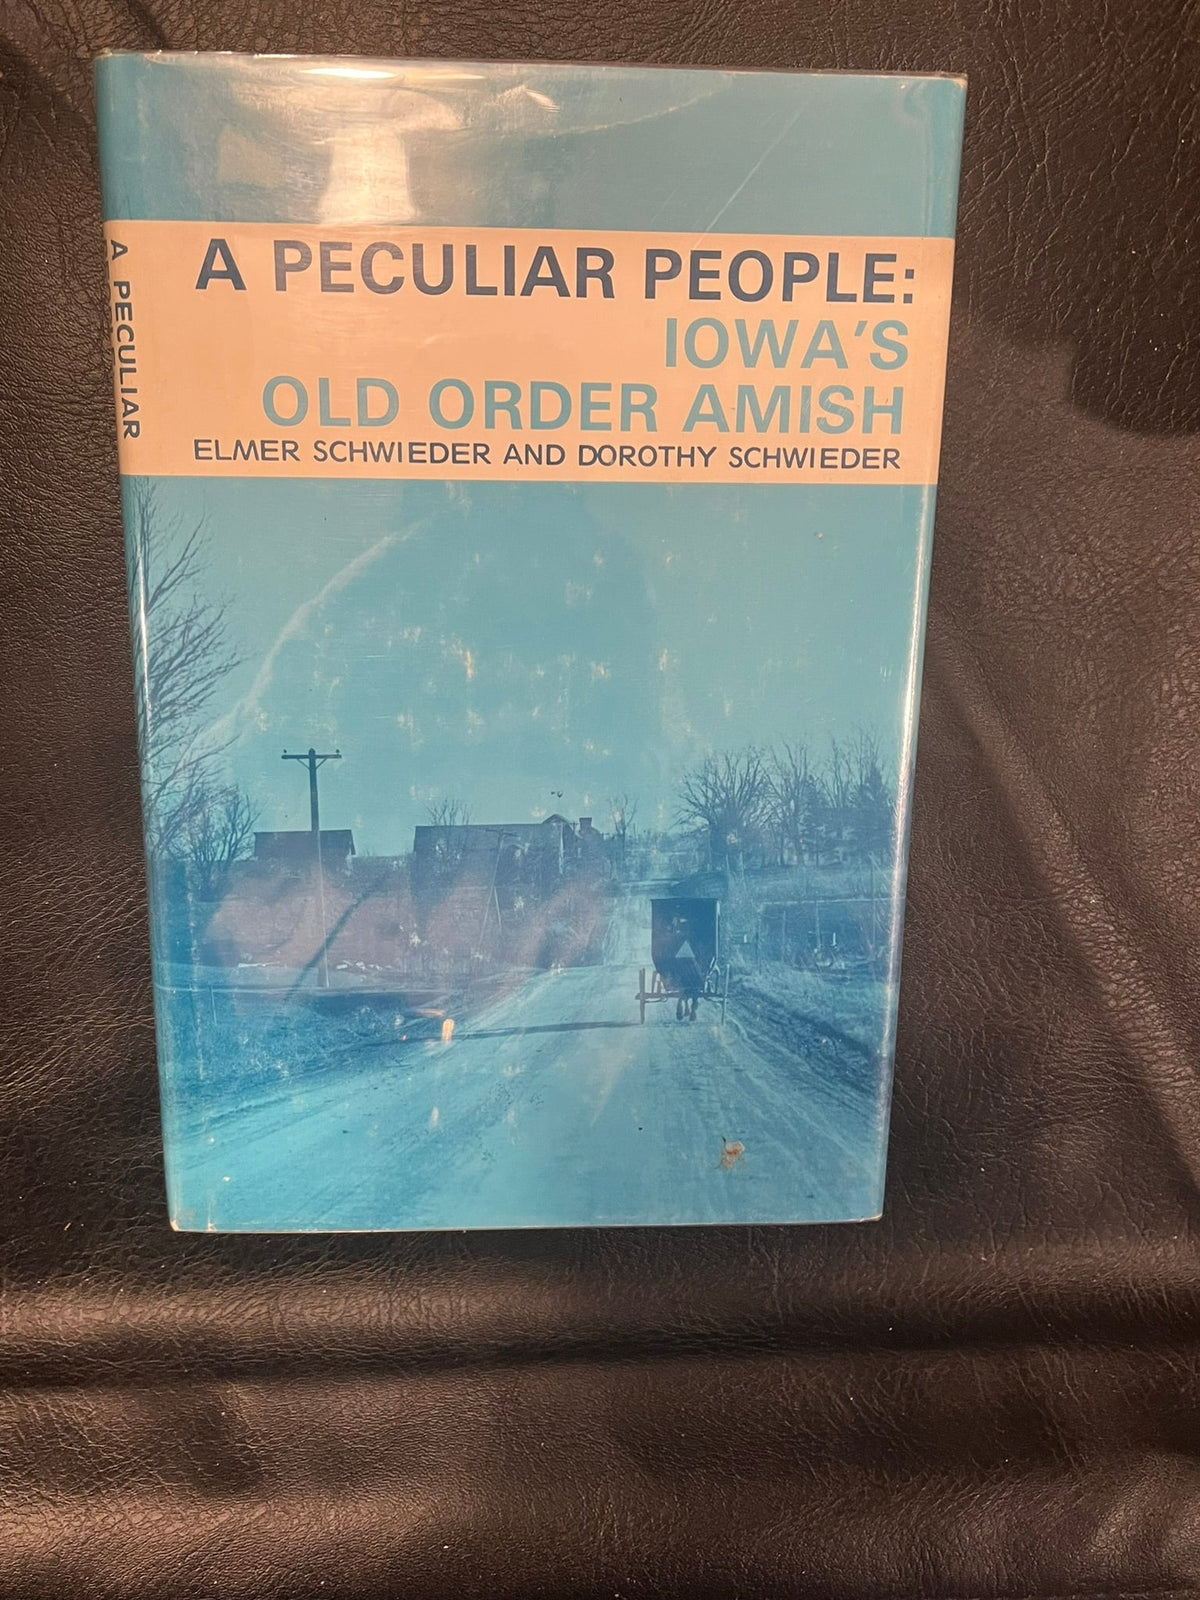 A PECULIAR PEOPLE:
IOWA'S
OLD ORDER AMISH
ELMER SCHWIEDER AND DOROTHY SCHWIEDER
A PECULIAR